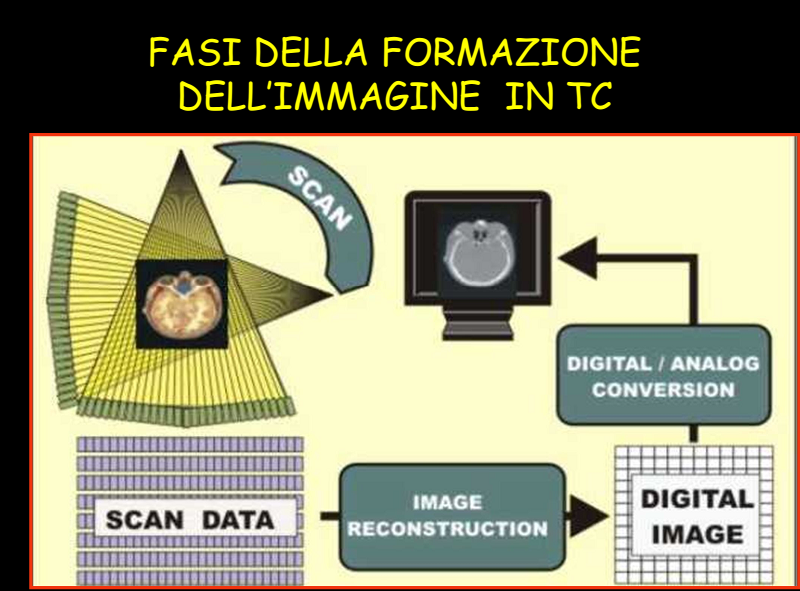 FASI DELLA FORMAZIONE
DELL'IMMAGINE IN TC
SCAN
DIGITAL / ANALOG
CONVERSION
SCAN DATA
IMAGE
RECONSTRUCTION
DIGITAL
IMAGE